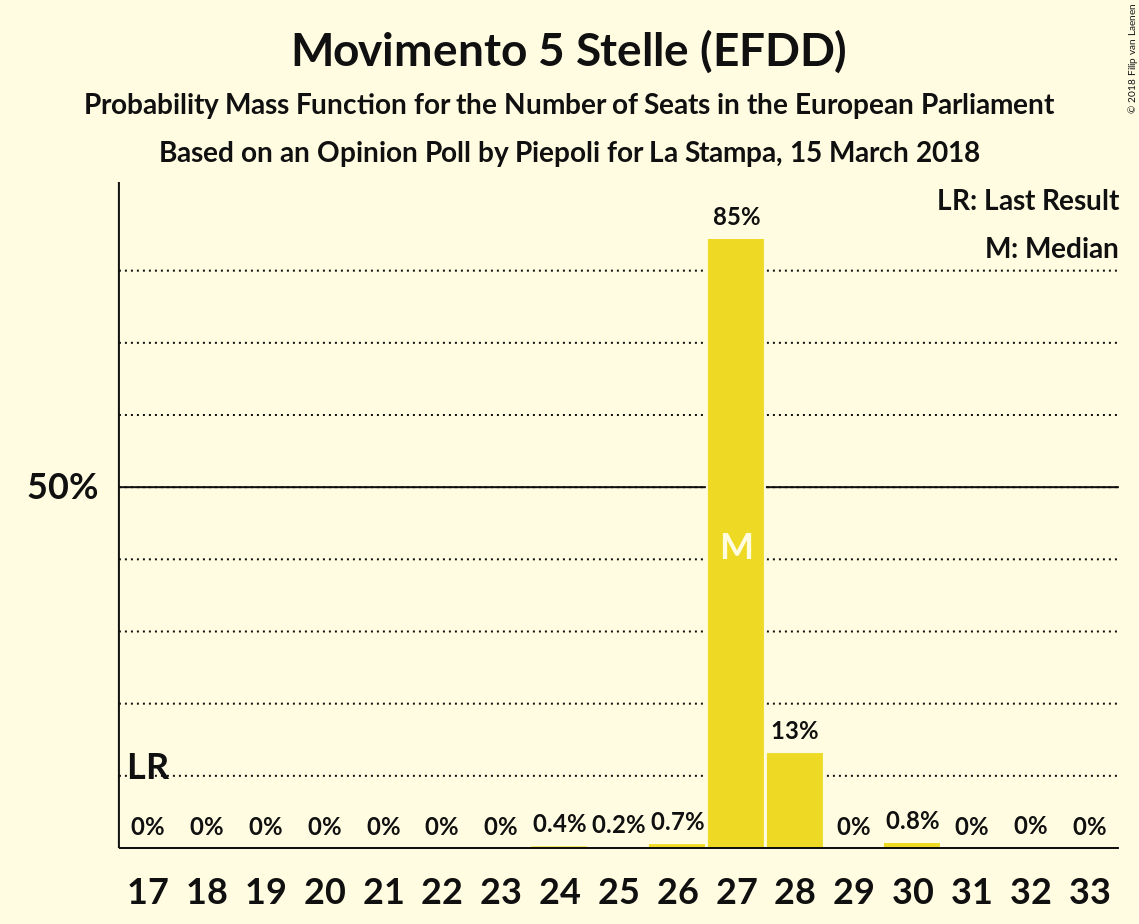 Movimento 5 Stelle (EFDD)
Probability Mass Function for the Number of Seats in the European Parliament
Based on an Opinion Poll by Piepoli for La Stampa, 15 March 2018
© 2018 Filip van Laenen
LR: Last Result
M: Median
85%
50%
M
13%
LR
0% 0% 0% 0% 0% 0% 0% 0.4% 0.2% 0.7% 0% 0.8% 0% 0% 0%
17 18 19 20 21 22 23 24 25 26 27 28 29 30 31 32 33